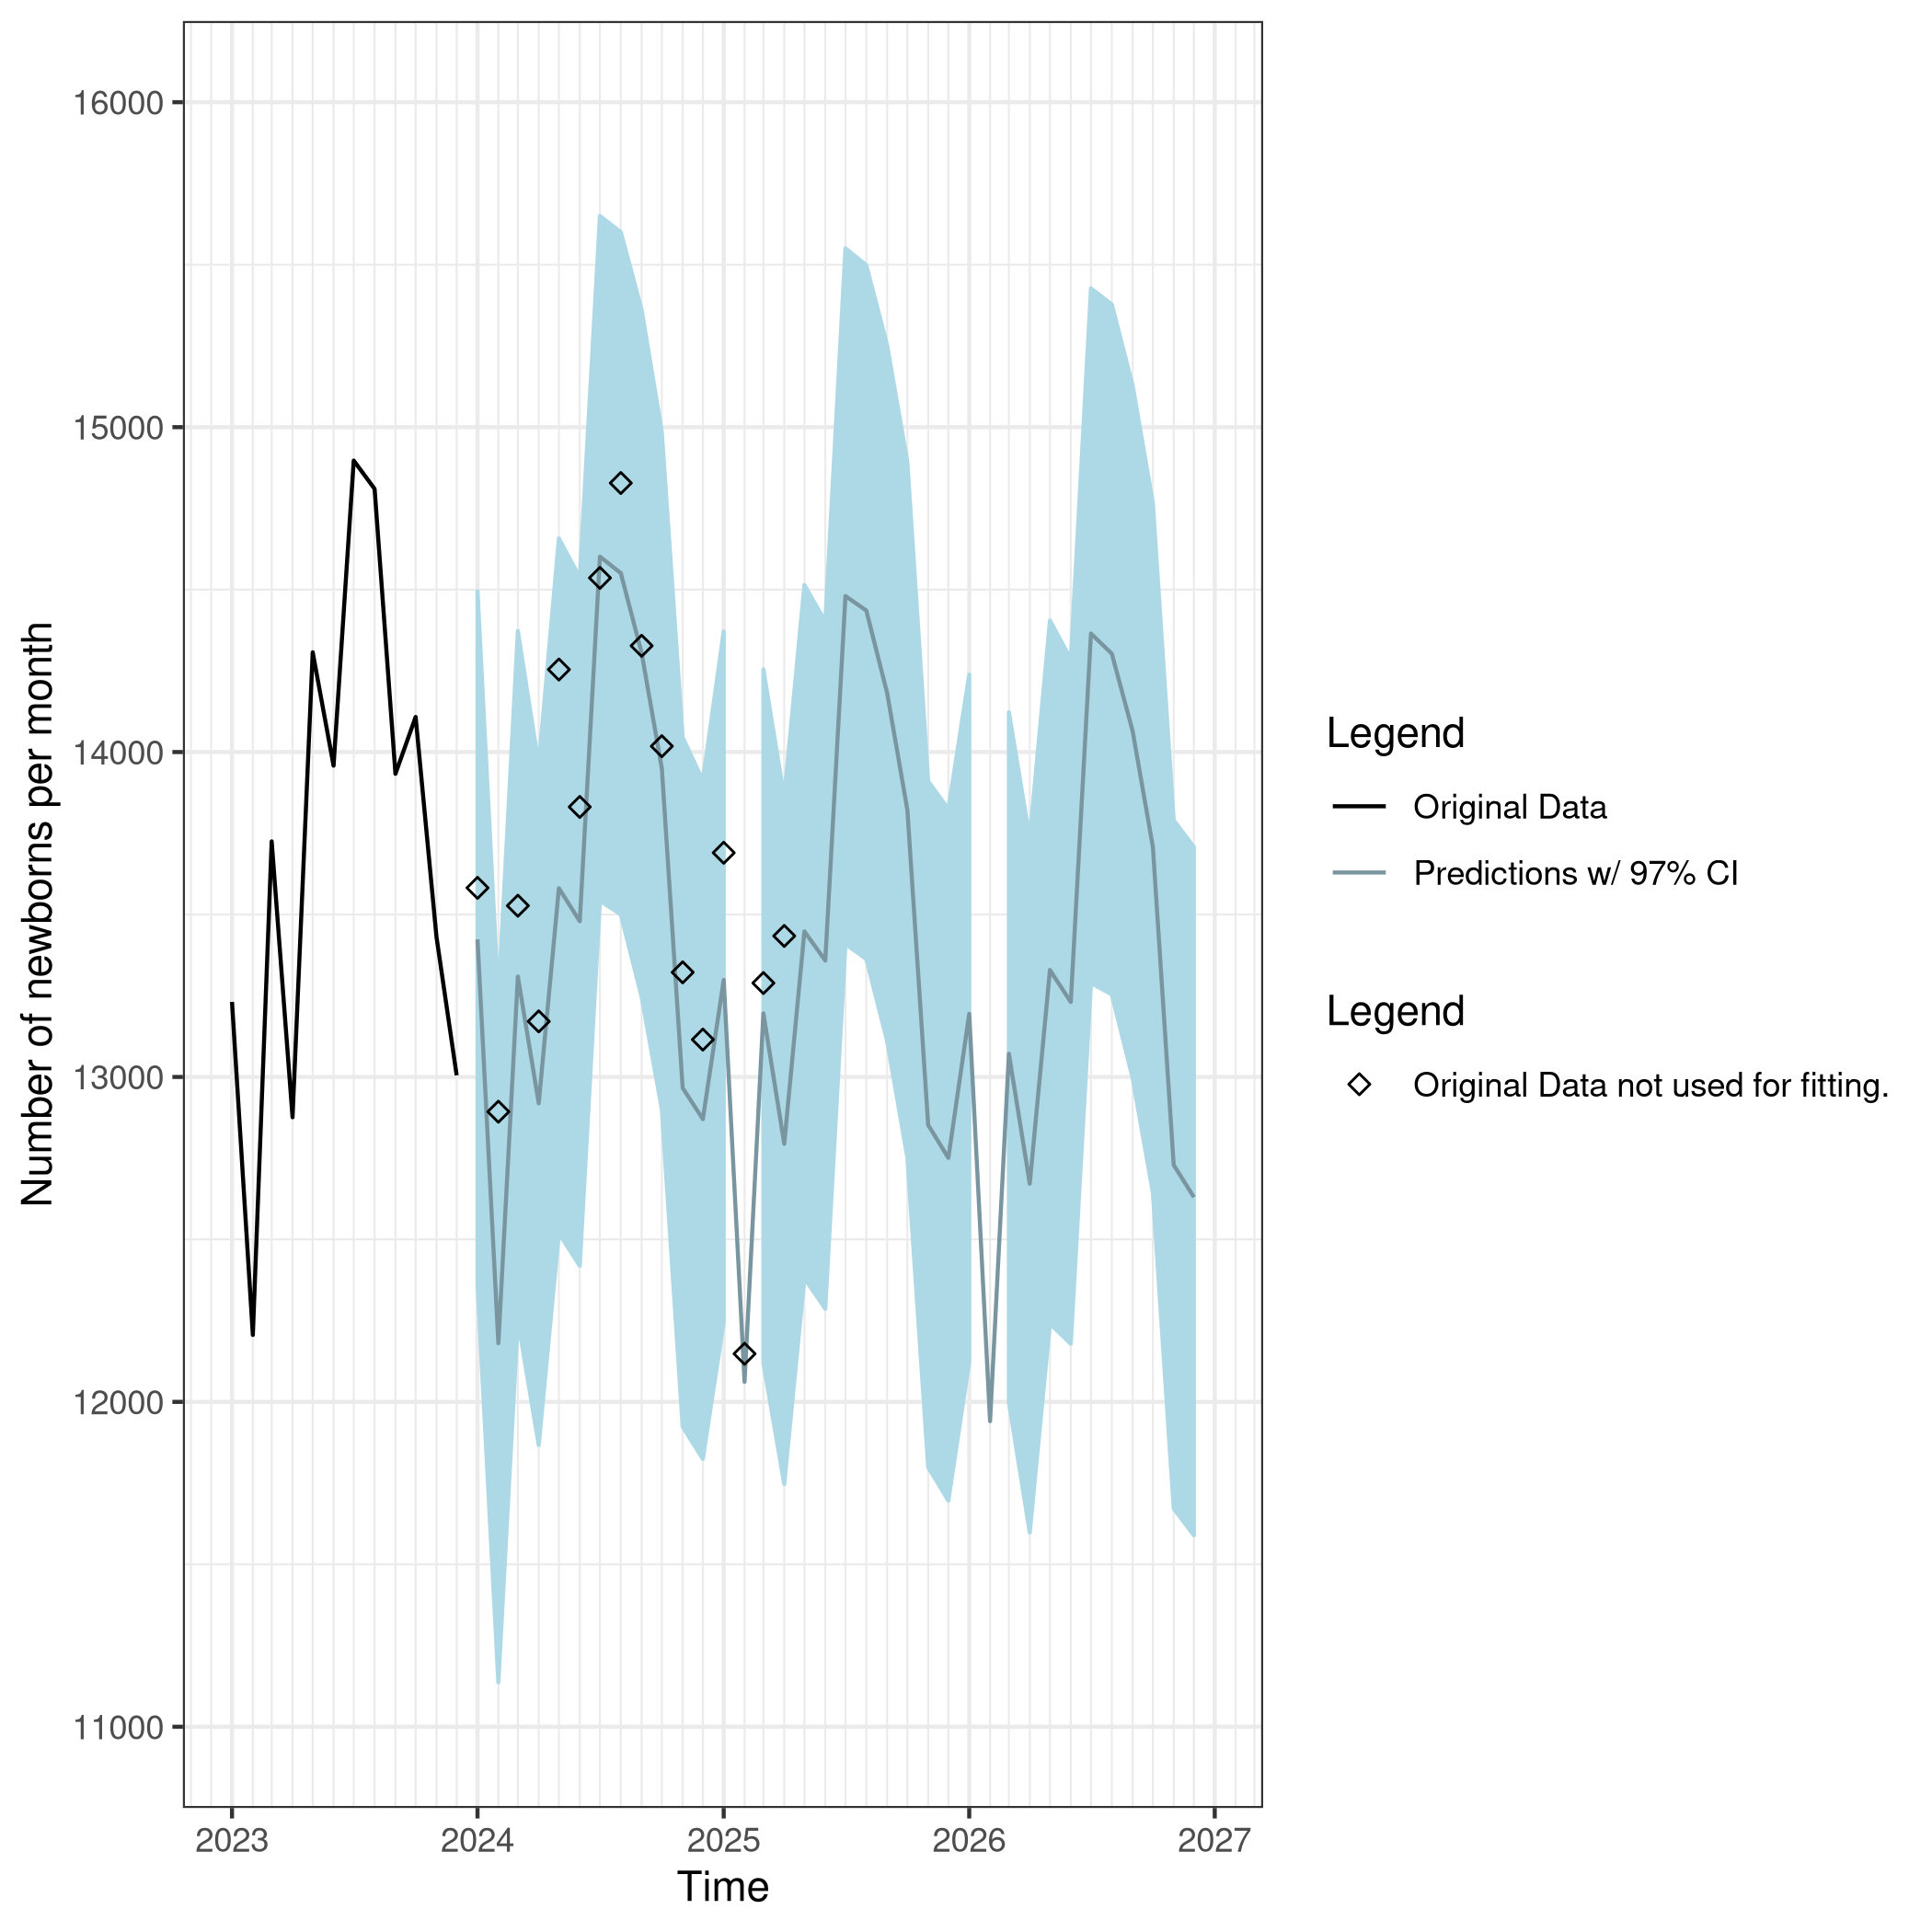 16000
15000
14000
13000
12000
11000
Number of newborns per month
2023
2024
2025
2026
2027
Time
Legend
Original Data
Predictions w/ 97% CI
Legend
Original Data not used for fitting.